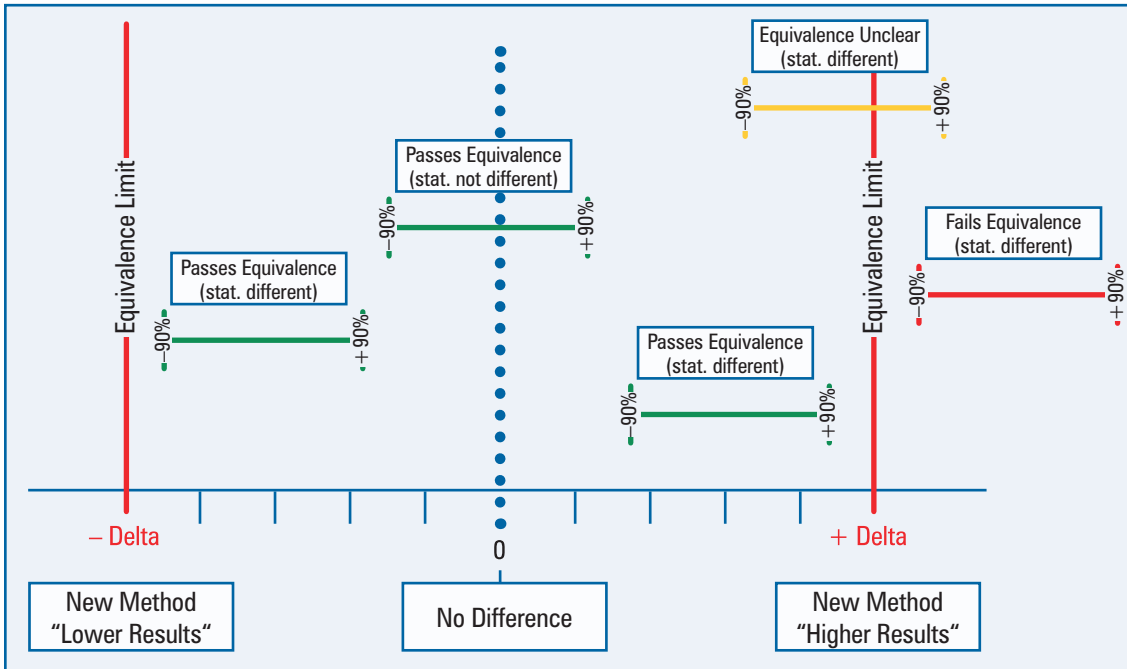 Equivalence Unclear
(stat. different)
–90%
+90%
Passes Equivalence
(stat. not different)
–90%
+90%
Equivalence Limit
Equivalence Limit
Fails Equivalence
(stat. different)
–90%
+90%
Passes Equivalence
(stat. different)
–90%
+90%
Passes Equivalence
(stat. different)
–90%
+90%
– Delta
0
+ Delta
New Method
“Lower Results“
No Difference
New Method
“Higher Results“